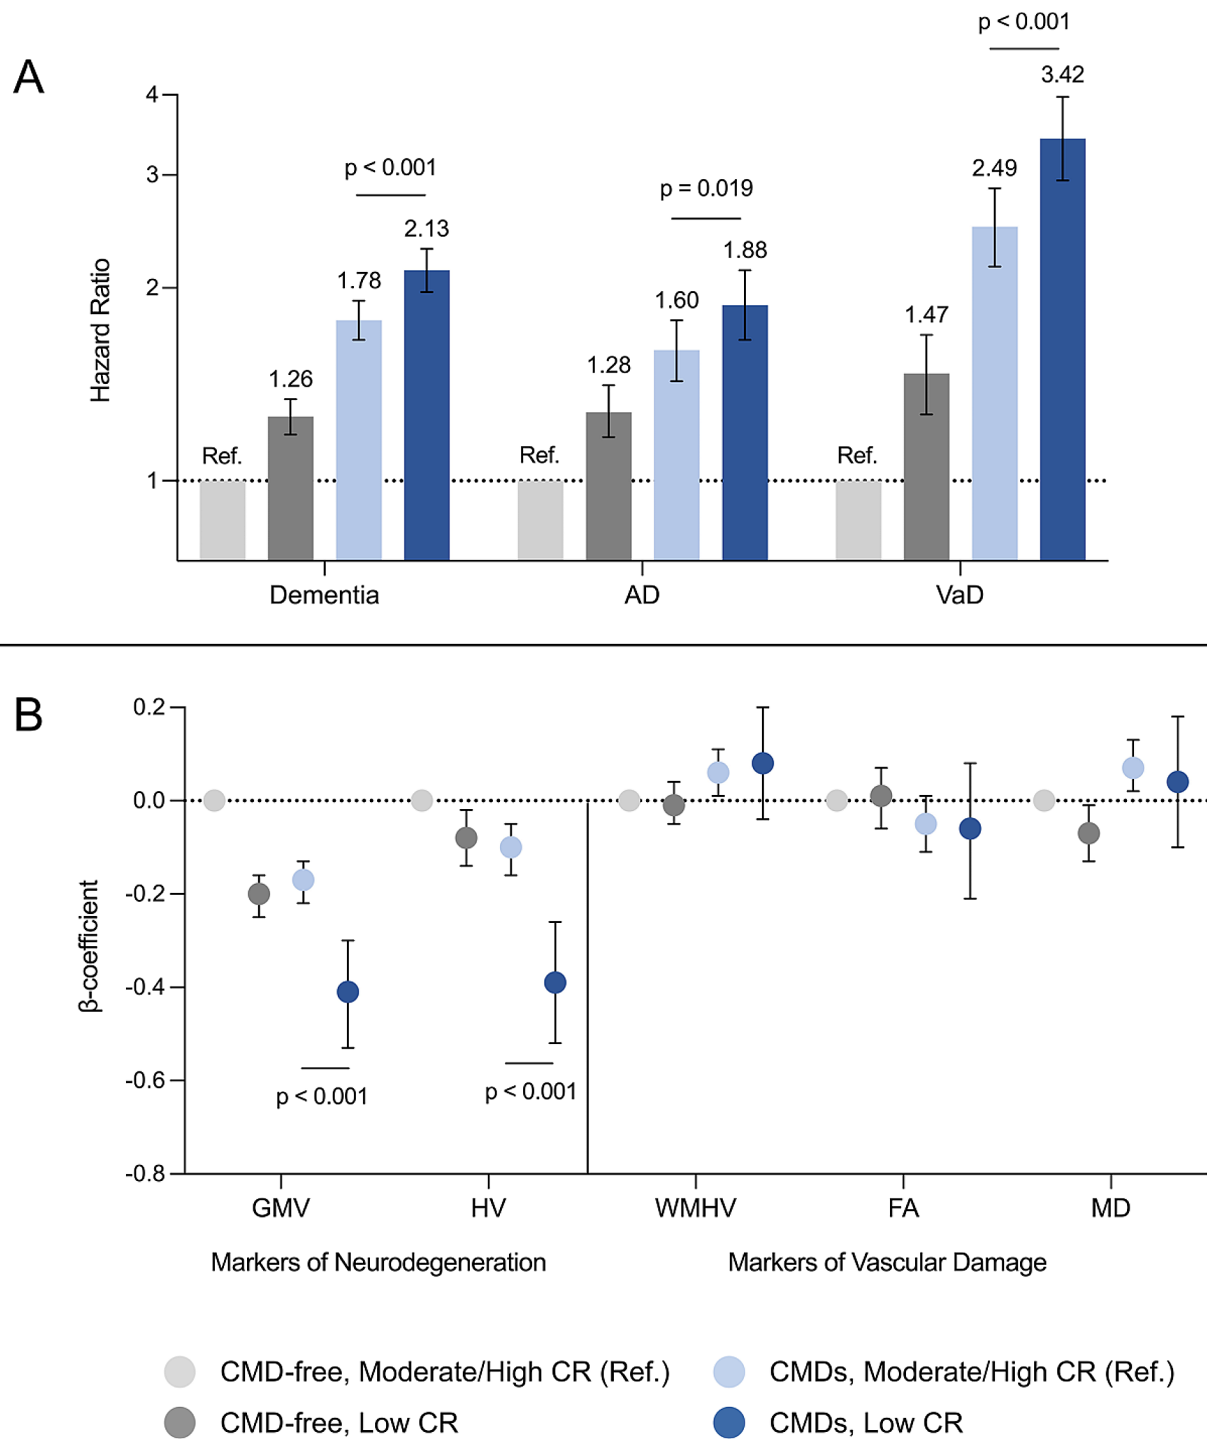 A
p < 0.001
3.42
4
p < 0.001
p = 0.019
2.49
3
2.13
1.88
1.78
1.60
1.47
2
1.26
1.28
Hazard Ratio
Ref.
Ref.
Ref.
1
Dementia
AD
VaD
B
0.2
0.0
-0.2
-0.4
-0.6
-0.8
β-coefficient
p < 0.001
p < 0.001
GMV
HV
WMHV
FA
MD
Markers of Neurodegeneration
Markers of Vascular Damage
CMD-free, Moderate/High CR (Ref.)
CMDs, Moderate/High CR (Ref.)
CMD-free, Low CR
CMDs, Low CR